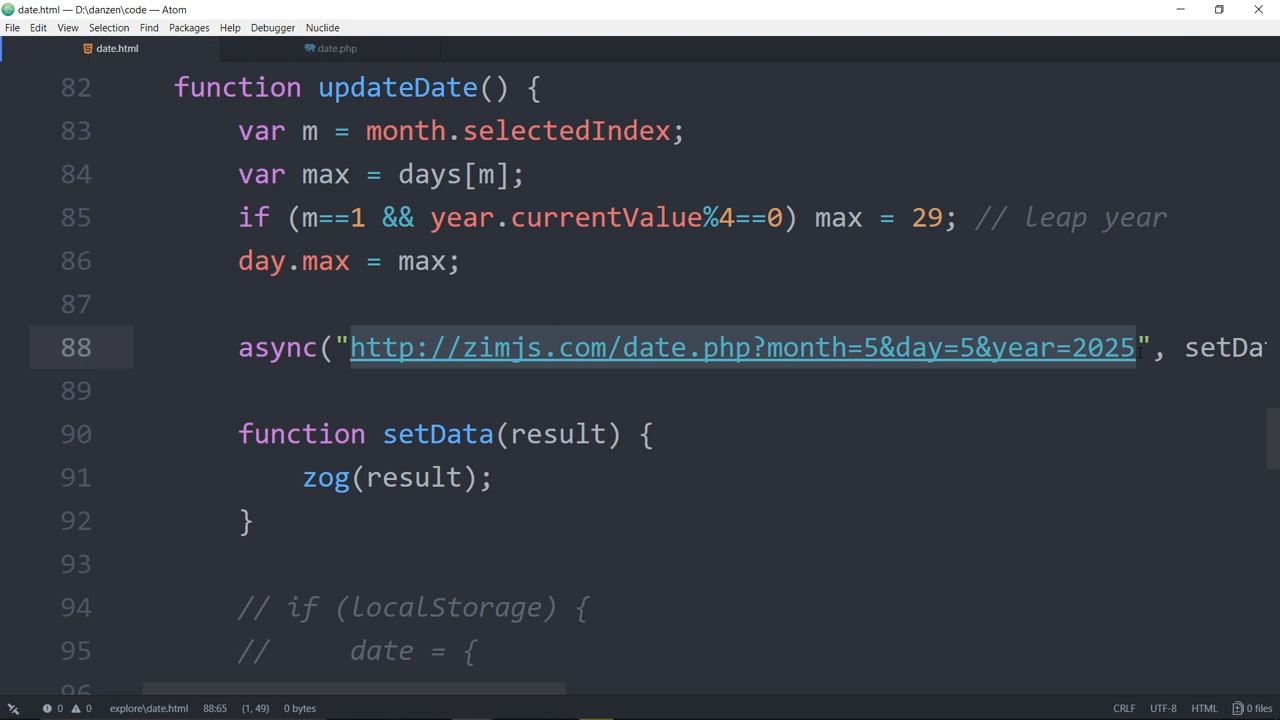 date.html — D:\danzen\code — Atom
File Edit View Selection Find Packages Help Debugger Nuclide
date.html date.php
82 function updateDate() {
83 var m = month.selectedIndex;
84 var max = days[m];
85 if (m==1 && year.currentValue%4==0) max = 29; // leap year
86 day.max = max;
87
88 async("http://zimjs.com/date.php?month=5&day=5&year=2025", setDa
89
90 function setData(result) {
91 zog(result);
92 }
93
94 // if (localStorage) {
95 // date = {
96
0 0 explore\date.html 88:65 (1, 49) 0 bytes CRLF UTF-8 HTML 0 files